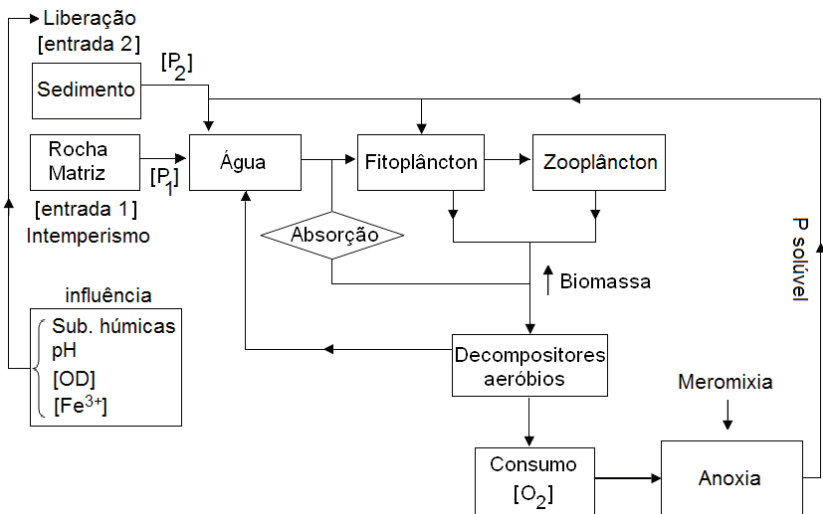 Liberação
[entrada 2]
[P2]
Sedimento
Rocha
Matriz
[P1]
Água
Fitoplâncton
Zooplâncton
[entrada 1]
Intemperismo
Absorção
P solúvel
Biomassa
influência
Sub. húmicas
pH
[OD]
[Fe3+]
Decompositores
aeróbios
Meromixia
Consumo
[O2]
Anoxia